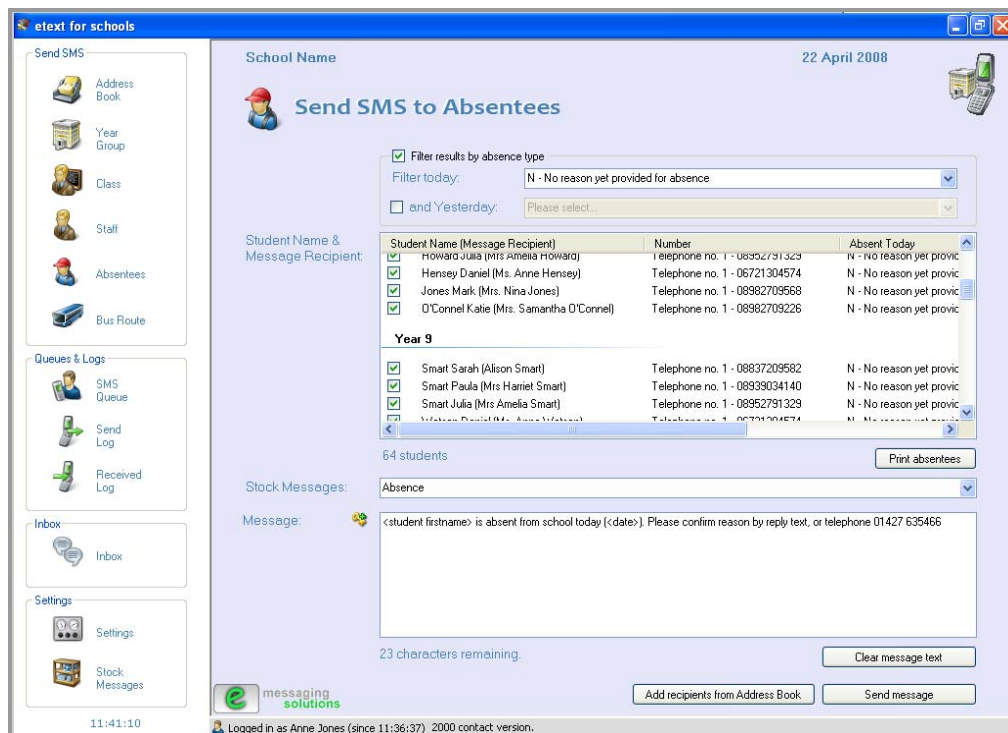 etext for schools
Send SMS
Address
Book
Year
Group
Class
Staff
Absentees
Bus Route
Queues & Logs
SMS
Queue
Send
Log
Received
Log
Inbox
Inbox
Settings
Settings
Stock
Messages
11:41:10
School Name
22 April 2008
Send SMS to Absentees
Filter results by absence type
Filter today:
N - No reason yet provided for absence
and Yesterday:
Please select...
Student Name &
Message Recipient:
Student Name (Message Recipient) Number Absent Today
Howard Julia (Mrs Amelia Howard) Telephone no. 1 - 08952791329 N - No reason yet provic
Hensey Daniel (Ms. Anne Hensey) Telephone no. 1 - 06721304574 N - No reason yet provic
Jones Mark (Mrs. Nina Jones) Telephone no. 1 - 08982709568 N - No reason yet provic
O'Connel Katie (Mrs. Samantha O'Connel) Telephone no. 1 - 08982709226 N - No reason yet provic
Year 9
Smart Sarah (Alison Smart) Telephone no. 1 - 08837209582 N - No reason yet provic
Smart Paula (Mrs Harriet Smart) Telephone no. 1 - 08939034140 N - No reason yet provic
Smart Julia (Mrs Amelia Smart) Telephone no. 1 - 08952791329 N - No reason yet provic
64 students
Print absentees
Stock Messages:
Absence
Message:
<student firstname> is absent from school today (<date>). Please confirm reason by reply text, or telephone 01427 635466
23 characters remaining.
Clear message text
e messaging
solutions
Add recipients from Address Book
Send message
Logged in as Anne Jones (since 11:36:37) 2000 contact version.